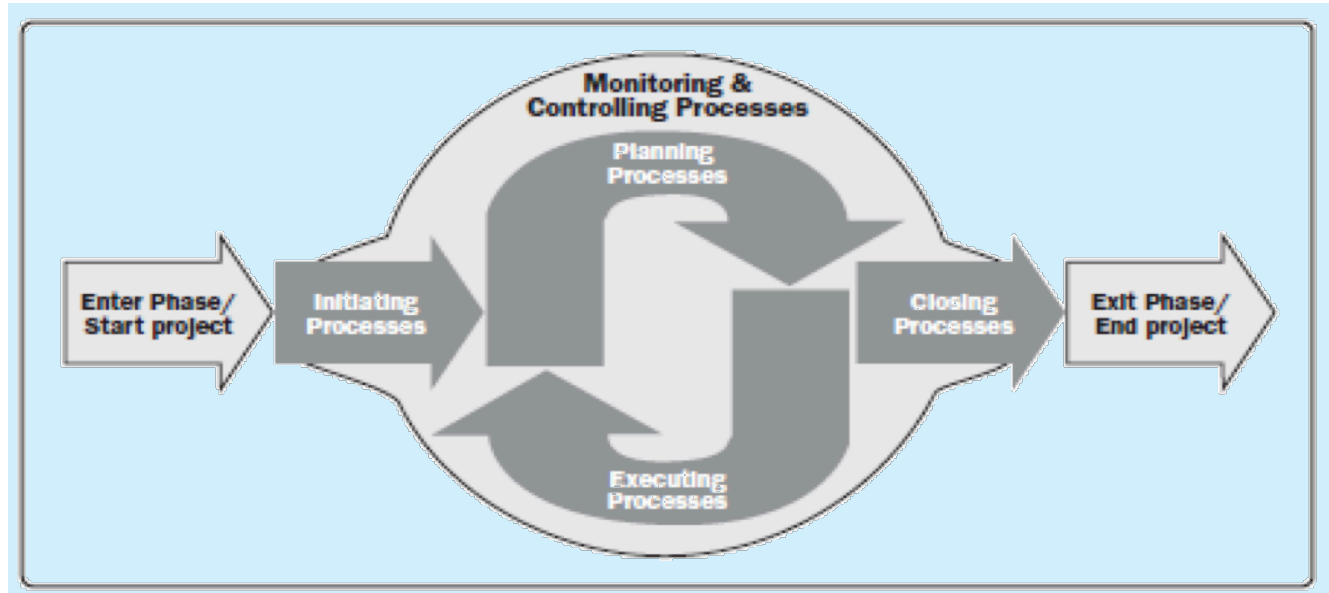 Monitoring &
Controlling Processes
Planning
Processes
Enter Phase/
Start project
Initiating
Processes
Closing
Processes
Exit Phase/
End project
Executing
Processes